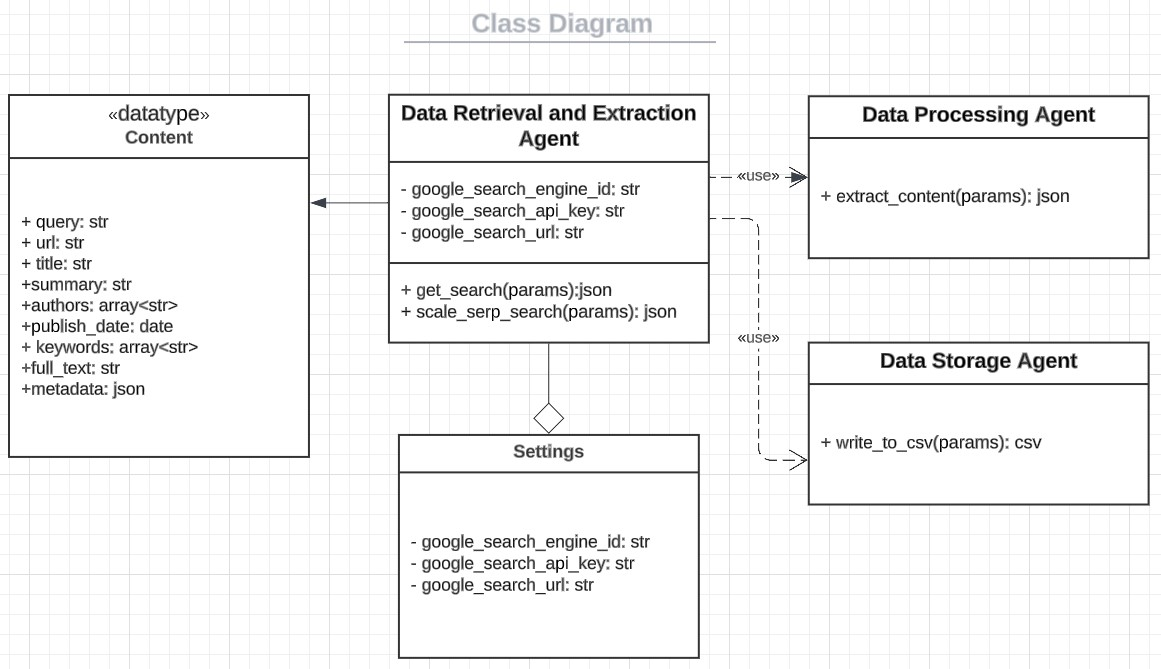 Class Diagram
«datatype»
Content
+ query: str
+ url: str
+ title: str
+summary: str
+authors: array<str>
+publish_date: date
+ keywords: array<str>
+full_text: str
+metadata: json
Data Retrieval and Extraction
Agent
- google_search_engine_id: str
- google_search_api_key: str
- google_search_url: str
+ get_search(params):json
+ scale_serp_search(params): json
«use»
Data Processing Agent
+ extract_content(params): json
«use»
Data Storage Agent
+ write_to_csv(params): csv
Settings
- google_search_engine_id: str
- google_search_api_key: str
- google_search_url: str